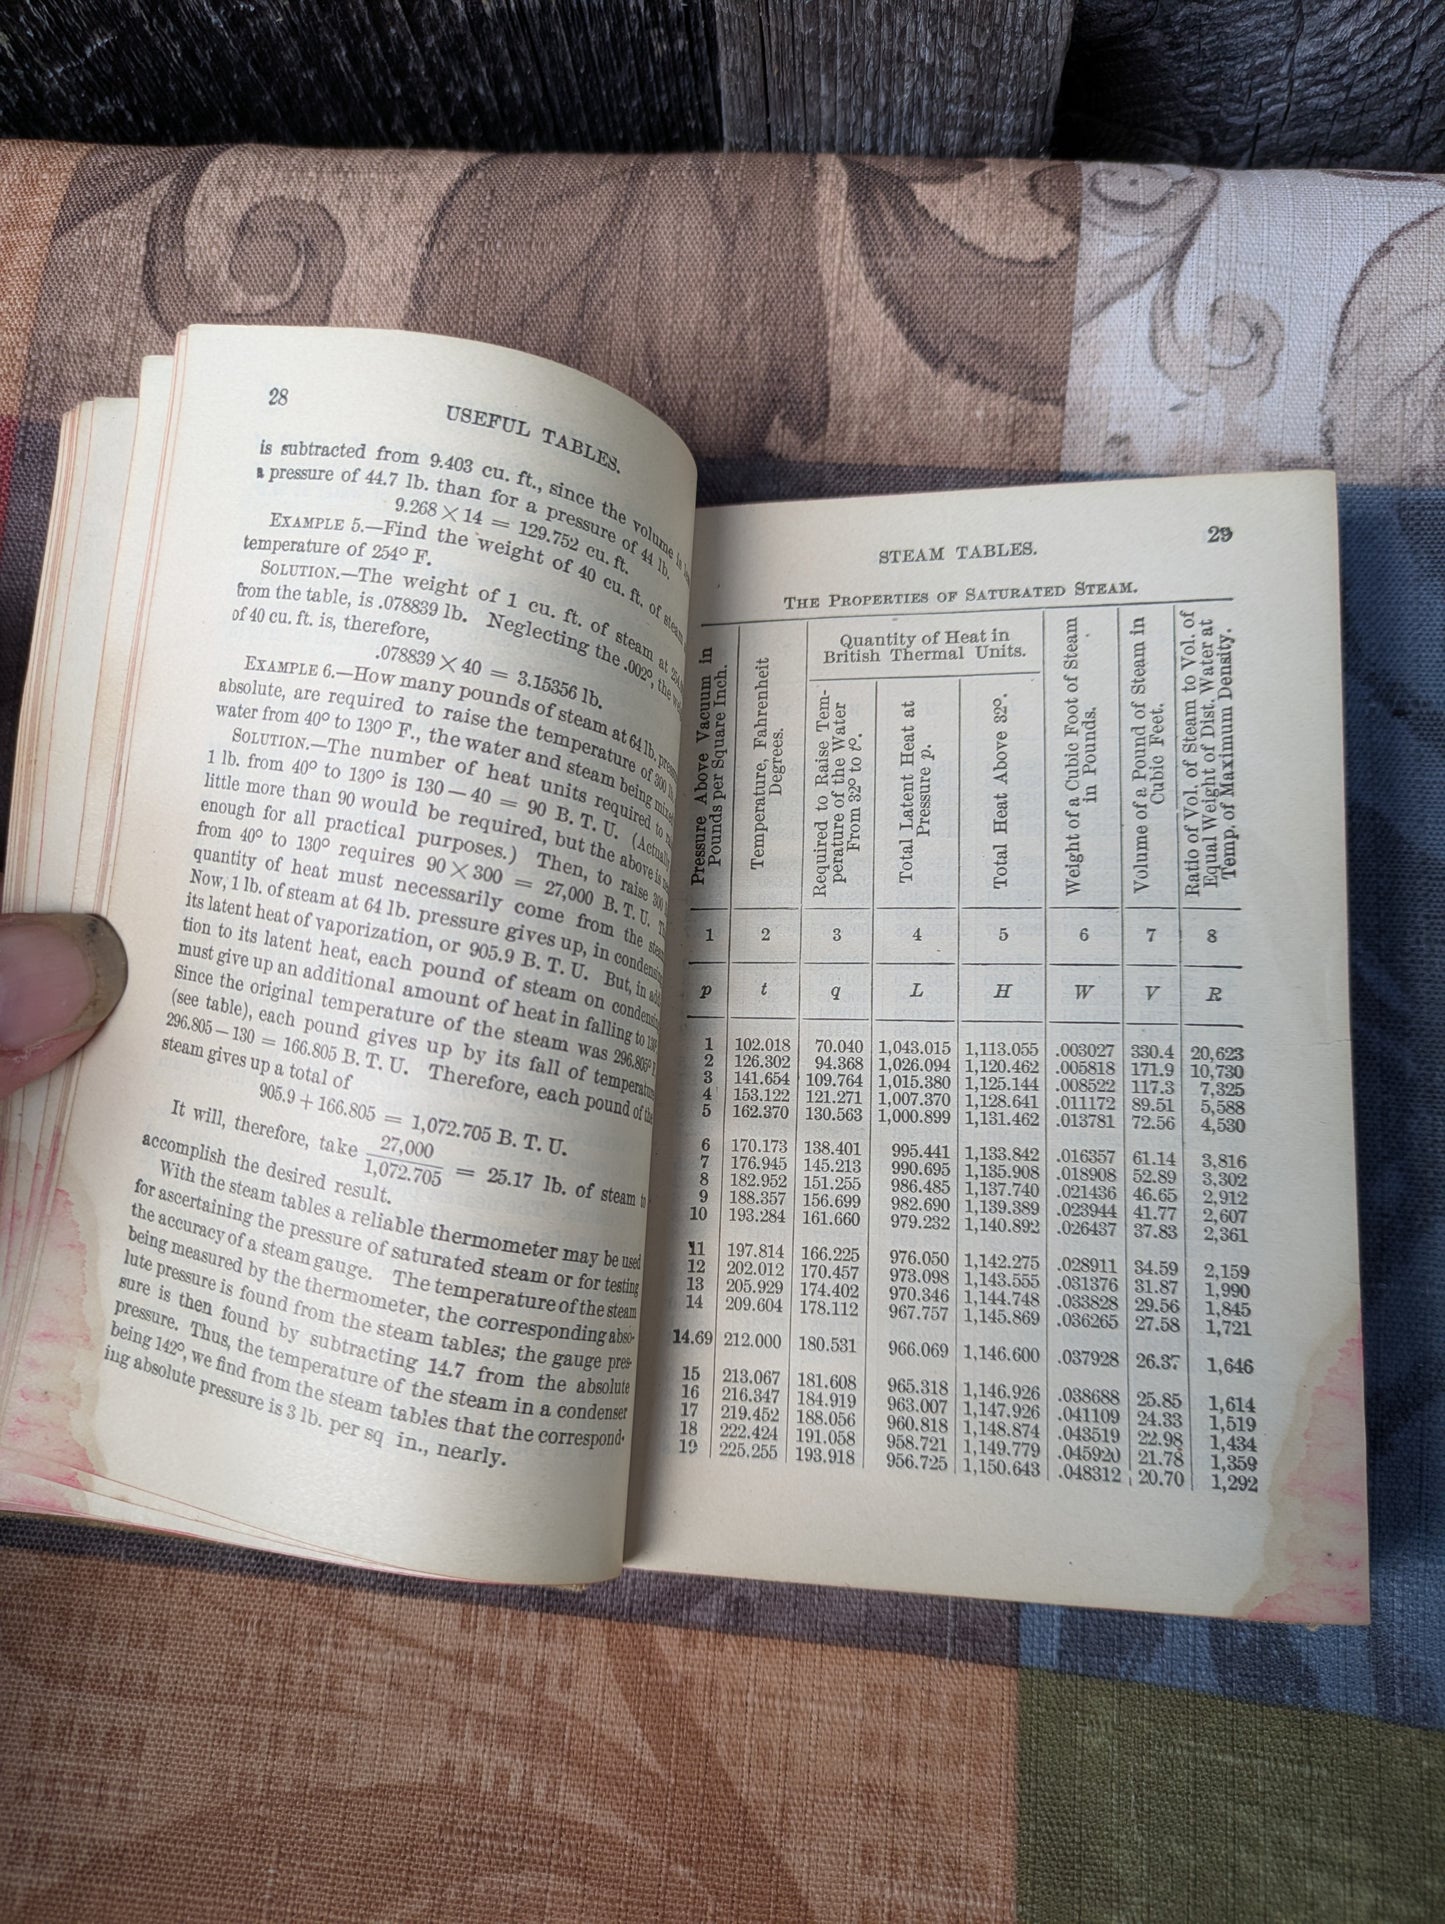 28
USEFUL TABLES.
is subtracted from 9.403 cu. ft., since the volume is
a pressure of 44.7 lb. than for a pressure of 44 lb.
9.268 × 14 = 129.752 cu. ft.
EXAMPLE 5.—Find the weight of 40 cu. ft. of steam
temperature of 254° F.
SOLUTION.—The weight of 1 cu. ft. of steam at
from the table, is .078839 lb. Neglecting the .002°, the
of 40 cu. ft. is, therefore,
.078839 × 40 = 3.15356 lb.
EXAMPLE 6.—How many pounds of steam at 64 lb.
absolute, are required to raise the temperature of 300
water from 40° to 130° F., the water and steam being
SOLUTION.—The number of heat units required to
1 lb. from 40° to 130° is 130 – 40 = 90 B. T. U.
little more than 90 would be required, but the above is
enough for all practical purposes.) Then, to raise 300
from 40° to 130° requires 90 × 300 = 27,000 B. T. U.
quantity of heat must necessarily come from the
Now, 1 lb. of steam at 64 lb. pressure gives up, in
its latent heat of vaporization, or 905.9 B. T. U. But, in
tion to its latent heat, each pound of steam on
must give up an additional amount of heat in falling to
Since the original temperature of the steam was 296.805°
(see table), each pound gives up by its fall of
296.805 – 130 = 166.805 B. T. U. Therefore, each pound of
steam gives up a total of
905.9 + 166.805 = 1,072.705 B. T. U.
27,000
It will, therefore, take = 25.17 lb. of steam
1,072.705
accomplish the desired result.
With the steam tables a reliable thermometer may be used
for ascertaining the pressure of saturated steam or for testing
the accuracy of a steam gauge. The temperature of the steam
being measured by the thermometer, the corresponding abso-
lute pressure is found from the steam tables; the gauge pres-
sure is then found by subtracting 14.7 from the absolute
pressure. Thus, the temperature of the steam in a condenser
being 142°, we find from the steam tables that the correspond-
ing absolute pressure is 3 lb. per sq in., nearly.
STEAM TABLES.
29
THE PROPERTIES OF SATURATED STEAM.
Pressure Above Vacuum in
Pounds per Square Inch.
Temperature, Fahrenheit
Degrees.
Quantity of Heat in
British Thermal Units.
Required to Raise Tem-
perature of the Water
From 32° to t°.
Total Latent Heat at
Pressure p.
Total Heat Above 32°.
Weight of a Cubic Foot of Steam
in Pounds.
Volume of a Pound of Steam in
Cubic Feet.
Ratio of Vol. of Steam to Vol. of
Equal Weight of Dist. Water at
Temp. of Maximum Density.
1 2 3 4 5 6 7 8
p t q L H W V R
1 102.018 70.040 1,043.015 1,113.055 .003027 330.4 20,623
2 126.302 94.368 1,026.094 1,120.462 .005818 171.9 10,730
3 141.654 109.764 1,015.380 1,125.144 .008522 117.3 7,325
4 153.122 121.271 1,007.370 1,128.641 .011172 89.51 5,588
5 162.370 130.563 1,000.899 1,131.462 .013781 72.56 4,530
6 170.173 138.401 995.441 1,133.842 .016357 61.14 3,816
7 176.945 145.213 990.695 1,135.908 .018908 52.89 3,302
8 182.952 151.255 986.485 1,137.740 .021436 46.65 2,912
9 188.357 156.699 982.690 1,139.389 .023944 41.77 2,607
10 193.284 161.660 979.232 1,140.892 .026437 37.83 2,361
11 197.814 166.225 976.050 1,142.275 .028911 34.59 2,159
12 202.012 170.457 973.098 1,143.555 .031376 31.87 1,990
13 205.929 174.402 970.346 1,144.748 .033828 29.56 1,845
14 209.604 178.112 967.757 1,145.869 .036265 27.58 1,721
14.69 212.000 180.531 966.069 1,146.600 .037928 26.37 1,646
15 213.067 181.608 965.318 1,146.926 .038688 25.85 1,614
16 216.347 184.919 963.007 1,147.926 .041109 24.33 1,519
17 219.452 188.056 960.818 1,148.874 .043519 22.98 1,434
18 222.424 191.058 958.721 1,149.779 .045920 21.78 1,359
19 225.255 193.918 956.725 1,150.643 .048312 20.70 1,292